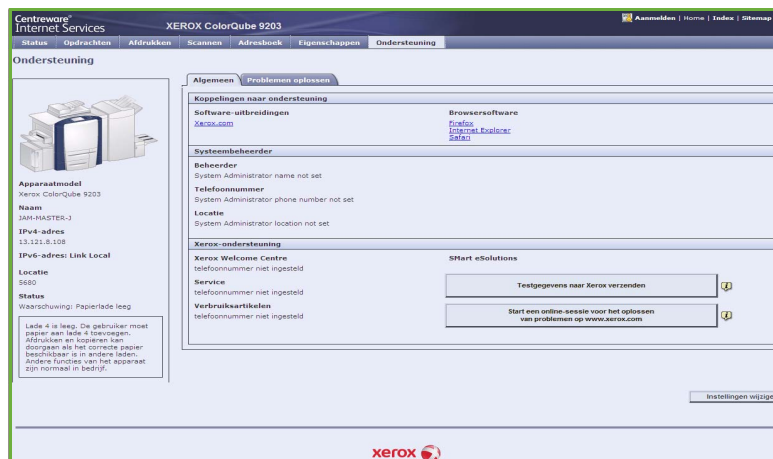 Centreware®
Internet Services
XEROX ColorQube 9203
Aanmelden | Home | Index | Sitemap
Status Opdrachten Afdrukken Scannen Adresboek Eigenschappen Ondersteuning
Ondersteuning
Apparaatmodel
Xerox ColorQube 9203
Naam
JAM-MASTER-J
IPv4-adres
13.121.8.108
IPv6-adres: Link Local
Locatie
5680
Status
Waarschuwing: Papierlade leeg
Lade 4 is leeg. De gebruiker moet
papier aan lade 4 toevoegen.
Afdrukken en kopiëren kan
doorgaan als het correcte papier
beschikbaar is in andere laden.
Andere functies van het apparaat
zijn normaal in bedrijf.
Algemeen Problemen oplossen
Koppelingen naar ondersteuning
Software-uitbreidingen
Xerox.com
Browsersoftware
Firefox
Internet Explorer
Safari
Systeembeheerder
Beheerder
System Administrator name not set
Telefoonnummer
System Administrator phone number not set
Locatie
System Administrator location not set
Xerox-ondersteuning
Xerox Welcome Centre
telefoonnummer niet ingesteld
Service
telefoonnummer niet ingesteld
Verbruiksartikelen
telefoonnummer niet ingesteld
SMart eSolutions
Testgegevens naar Xerox verzenden
Start een online-sessie voor het oplossen
van problemen op www.xerox.com
Instellingen wijzige
xerox